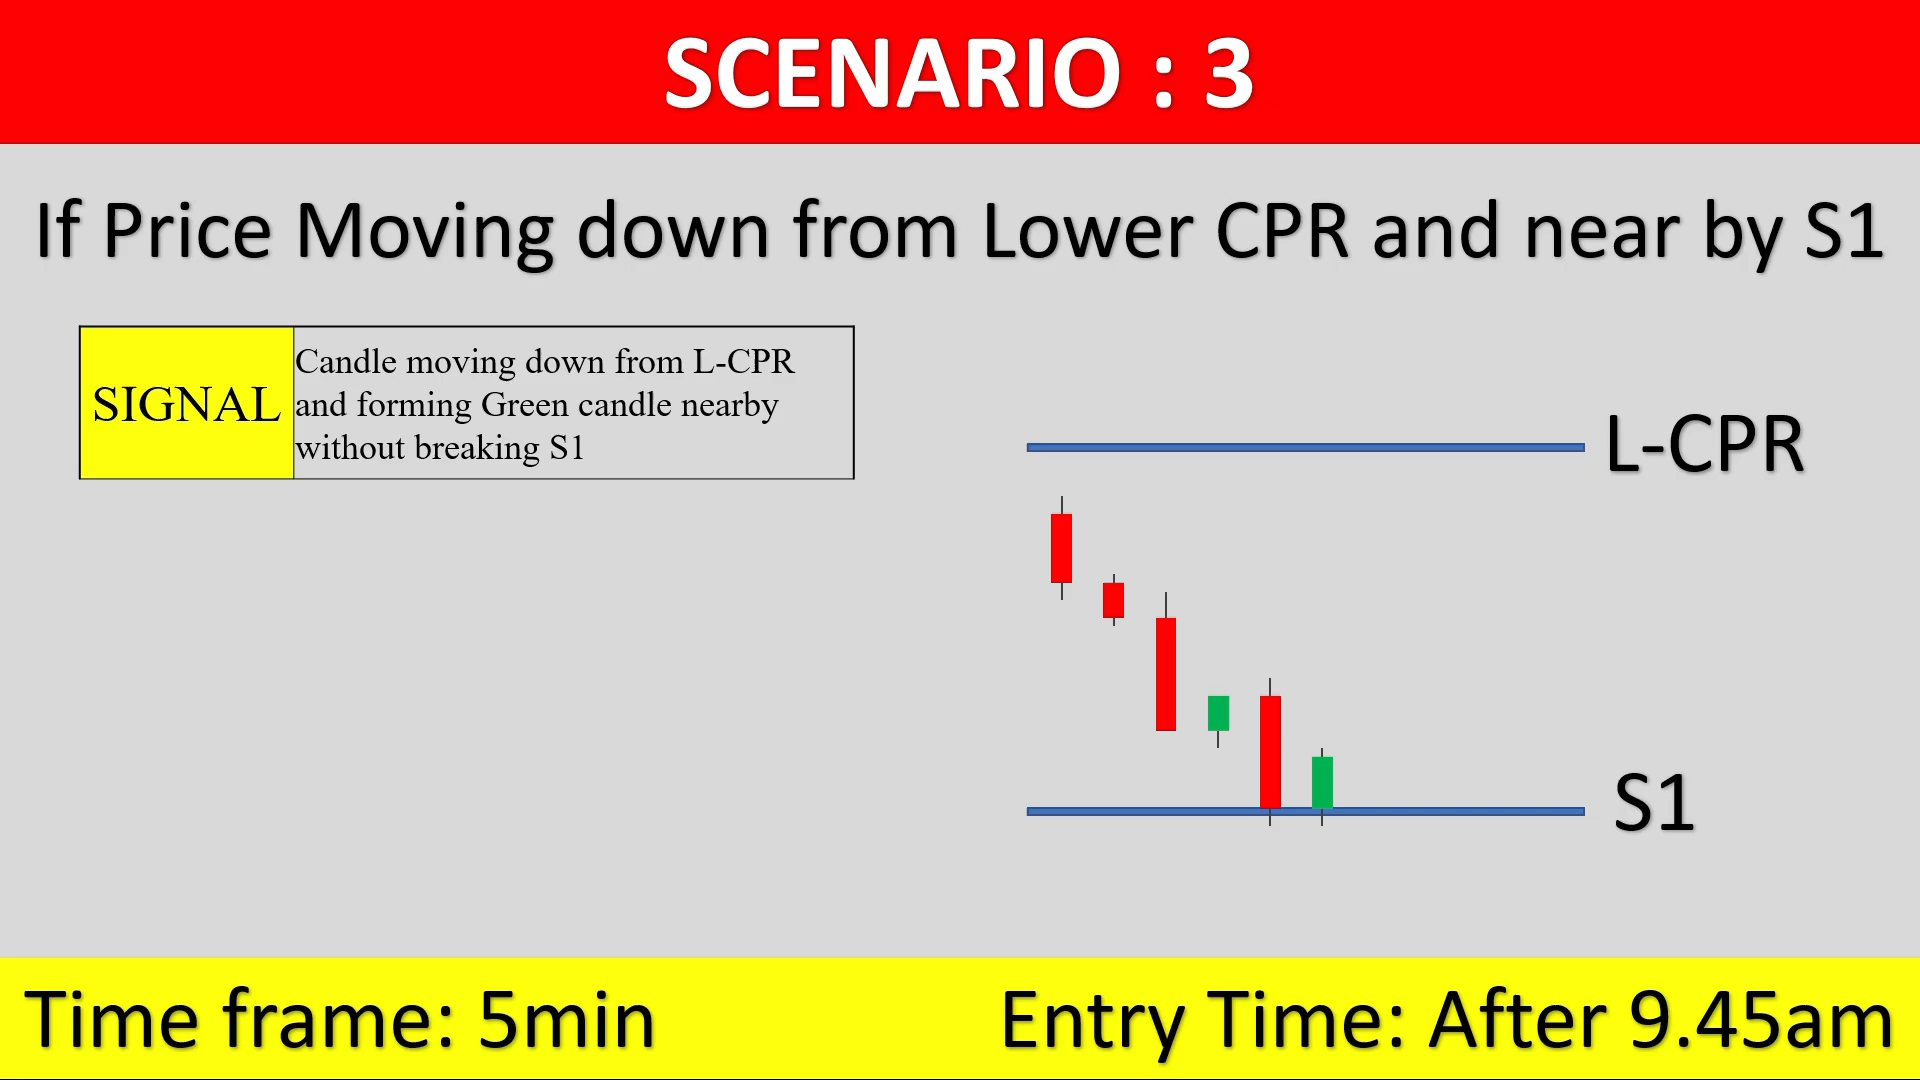 SCENARIO : 3
If Price Moving down from Lower CPR and near by S1
SIGNAL
Candle moving down from L-CPR
and forming Green candle nearby
without breaking S1
L-CPR
S1
Time frame: 5min
Entry Time: After 9.45am